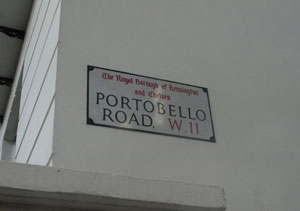 The Royal Borough of Kensington
and Chelsea
PORTOBELLO
ROAD. W.11